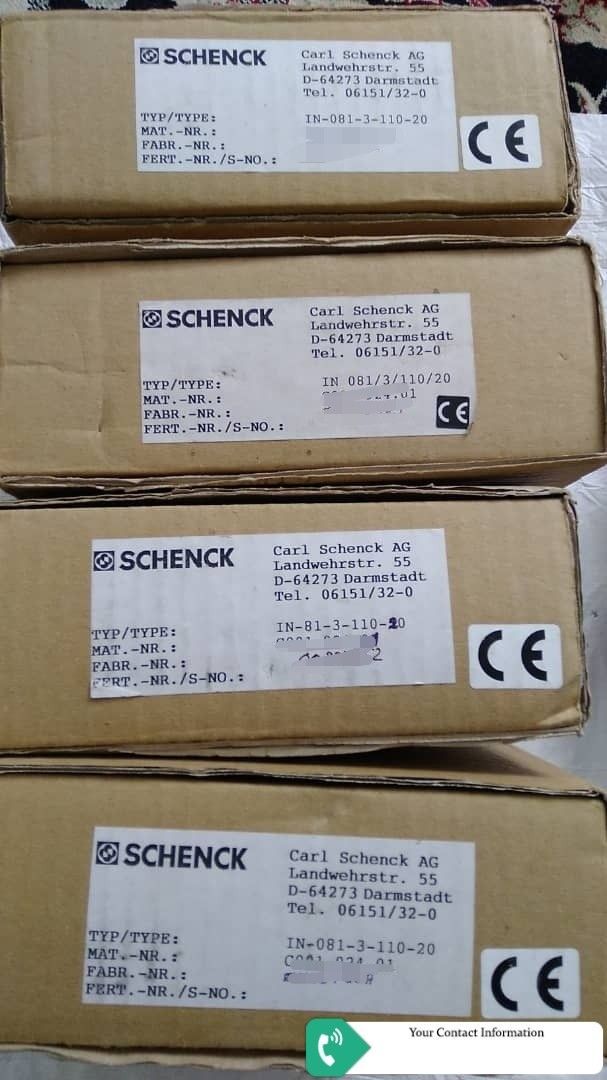 SCHENCK
Carl Schenck AG
Landwehrstr. 55
D-64273 Darmstadt
Tel. 06151/32-0
TYP/TYPE: IN-081-3-110-20
MAT.-NR.:
FABR.-NR.:
FERT.-NR./S-NO.:
CE
SCHENCK
Carl Schenck AG
Landwehrstr. 55
D-64273 Darmstadt
Tel. 06151/32-0
TYP/TYPE: IN 081/3/110/20
MAT.-NR.:
FABR.-NR.:
FERT.-NR./S-NO.:
CE
SCHENCK
Carl Schenck AG
Landwehrstr. 55
D-64273 Darmstadt
Tel. 06151/32-0
TYP/TYPE: IN-81-3-110-20
MAT.-NR.:
FABR.-NR.:
FERT.-NR./S-NO.:
CE
SCHENCK
Carl Schenck AG
Landwehrstr. 55
D-64273 Darmstadt
Tel. 06151/32-0
TYP/TYPE: IN-081-3-110-20
MAT.-NR.:
FABR.-NR.:
FERT.-NR./S-NO.:
CE
Your Contact Information